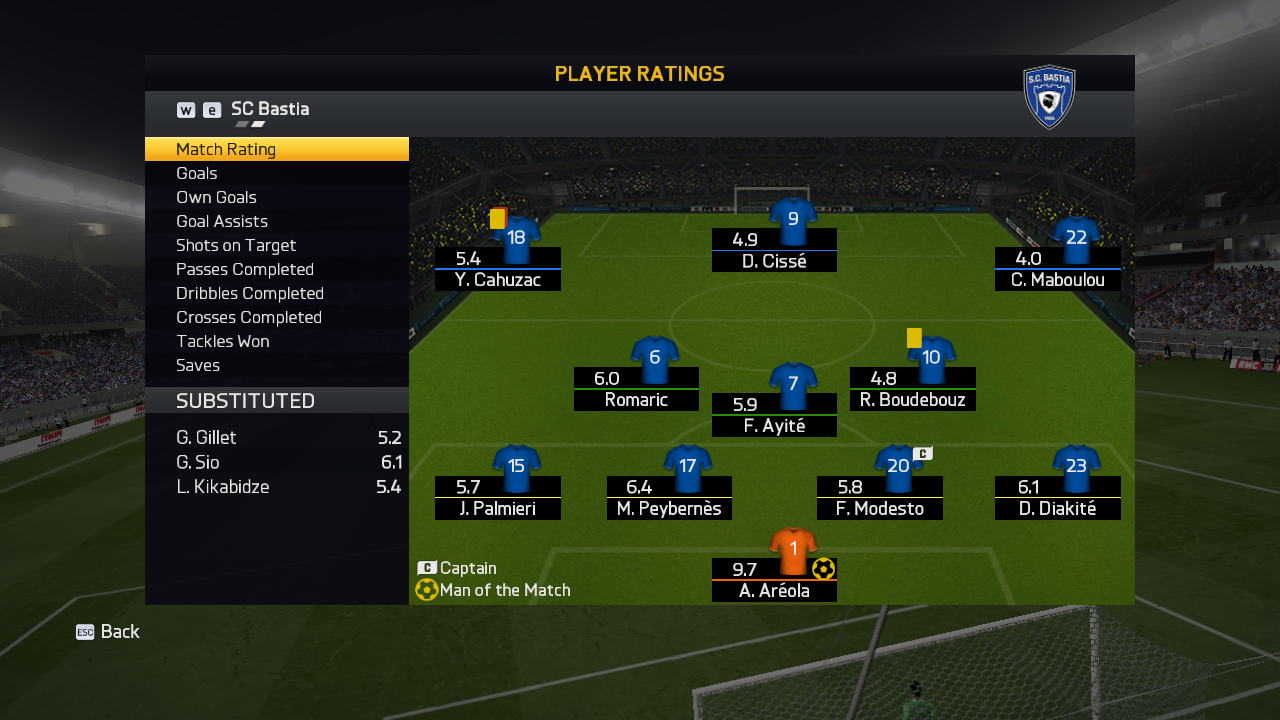 PLAYER RATINGS
w e SC Bastia
S.C. BASTIA
1905
Match Rating
Goals
Own Goals
Goal Assists
Shots on Target
Passes Completed
Dribbles Completed
Crosses Completed
Tackles Won
Saves
SUBSTITUTED
G. Gillet 5.2
G. Sio 6.1
L. Kikabidze 5.4
18
5.4
Y. Cahuzac
9
4.9
D. Cissé
22
4.0
C. Maboulou
6
6.0
Romaric
7
5.9
F. Ayité
10
4.8
R. Boudebouz
15
5.7
J. Palmieri
17
6.4
M. Peybernès
20 C
5.8
F. Modesto
23
6.1
D. Diakité
1
9.7
A. Aréola
C Captain
Man of the Match
ESC Back